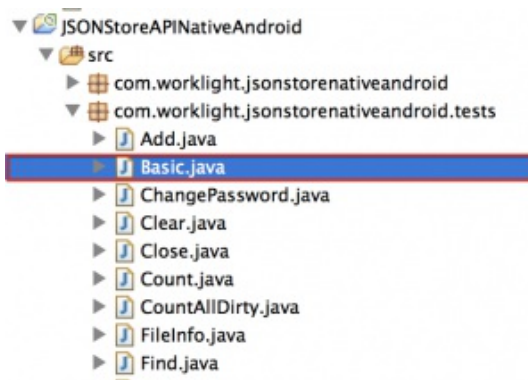 JSONStoreAPINativeAndroid
src
com.worklight.jsonstorenativeandroid
com.worklight.jsonstorenativeandroid.tests
Add.java
Basic.java
ChangePassword.java
Clear.java
Close.java
Count.java
CountAllDirty.java
FileInfo.java
Find.java